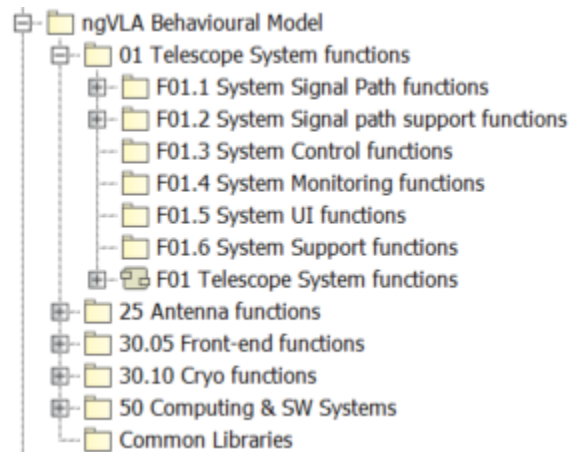 ngVLA Behavioural Model
01 Telescope System functions
F01.1 System Signal Path functions
F01.2 System Signal path support functions
F01.3 System Control functions
F01.4 System Monitoring functions
F01.5 System UI functions
F01.6 System Support functions
F01 Telescope System functions
25 Antenna functions
30.05 Front-end functions
30.10 Cryo functions
50 Computing & SW Systems
Common Libraries